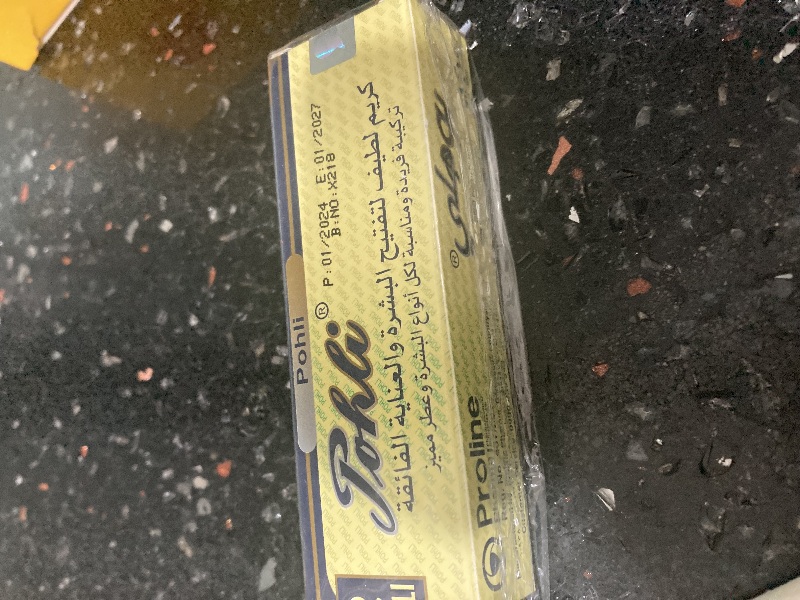 Pohli
P:01/2024 E:01/2027
B:NO:X218
Pohli®
كريم لطيف لتفتيح البشرة والعناية الفائقة
تركيبة فريدة ومناسبة لكل أنواع البشرة وعطر مميز
®
Proline